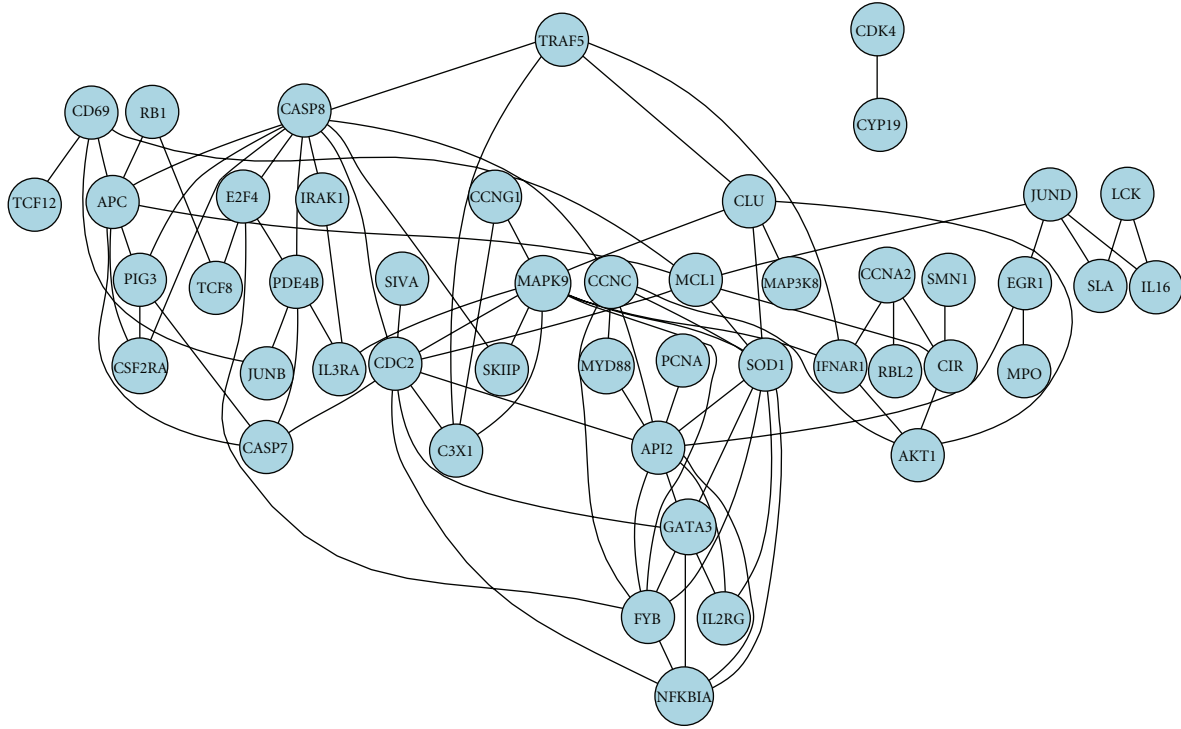 CDK4
TRAF5
CASP8
CD69
RB1
CYP19
TCF12
APC
E2F4
IRAK1
CCNG1
CLU
JUND
LCK
PIG3
TCF8
PDE4B
SIVA
MAPK9
CCNC
MCL1
MAP3K8
CCNA2
SMN1
EGR1
SLA
IL16
CSF2RA
JUNB
IL3RA
CDC2
SKIIP
MYD88
PCNA
SOD1
IFNAR1
RBL2
CIR
MPO
CASP7
C3X1
API2
AKT1
GATA3
FYB
IL2RG
NFKBIA